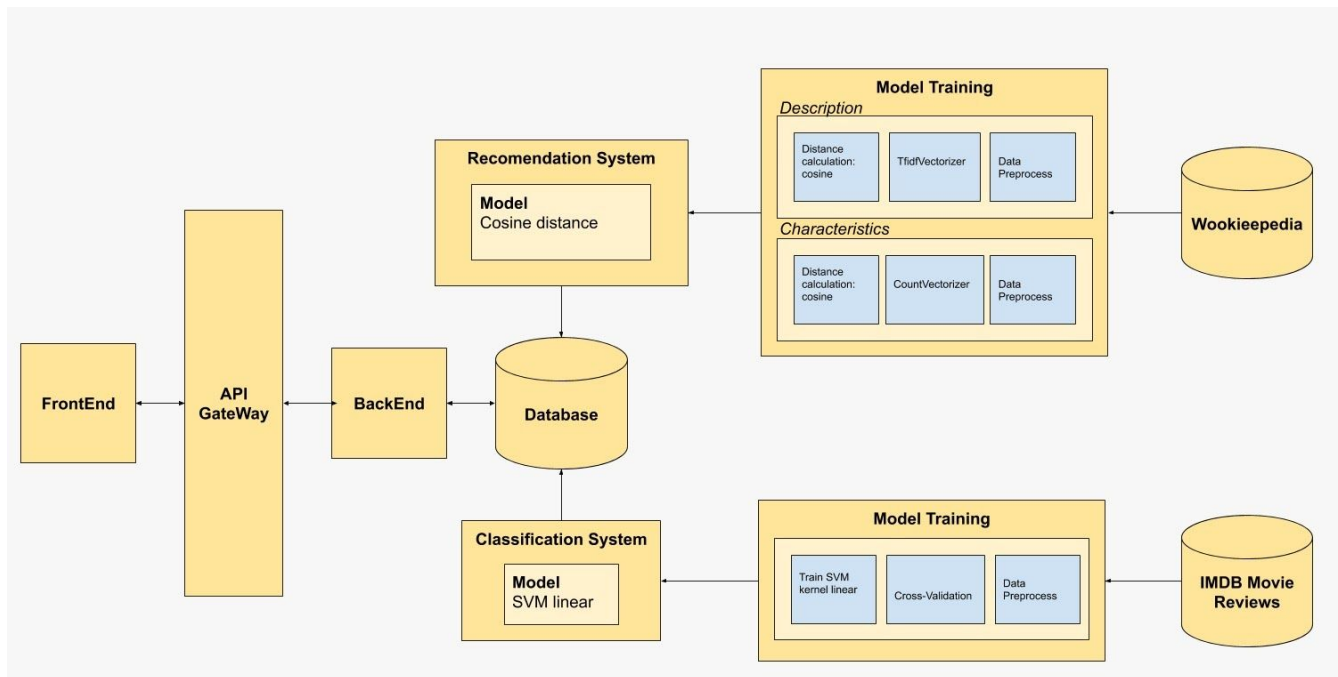 Model Training
Description
Distance
calculation:
cosine
TfidfVectorizer
Data
Preprocess
Characteristics
Distance
calculation:
cosine
CountVectorizer
Data
Preprocess
Wookieepedia
Recomendation System
Model
Cosine distance
FrontEnd
API
GateWay
BackEnd
Database
Classification System
Model
SVM linear
Model Training
Train SVM
kernel linear
Cross-Validation
Data
Preprocess
IMDB Movie
Reviews